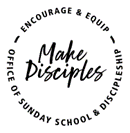 ENCOURAGE & EQUIP
Make
Disciples
OFFICE OF SUNDAY SCHOOL & DISCIPLESHIP